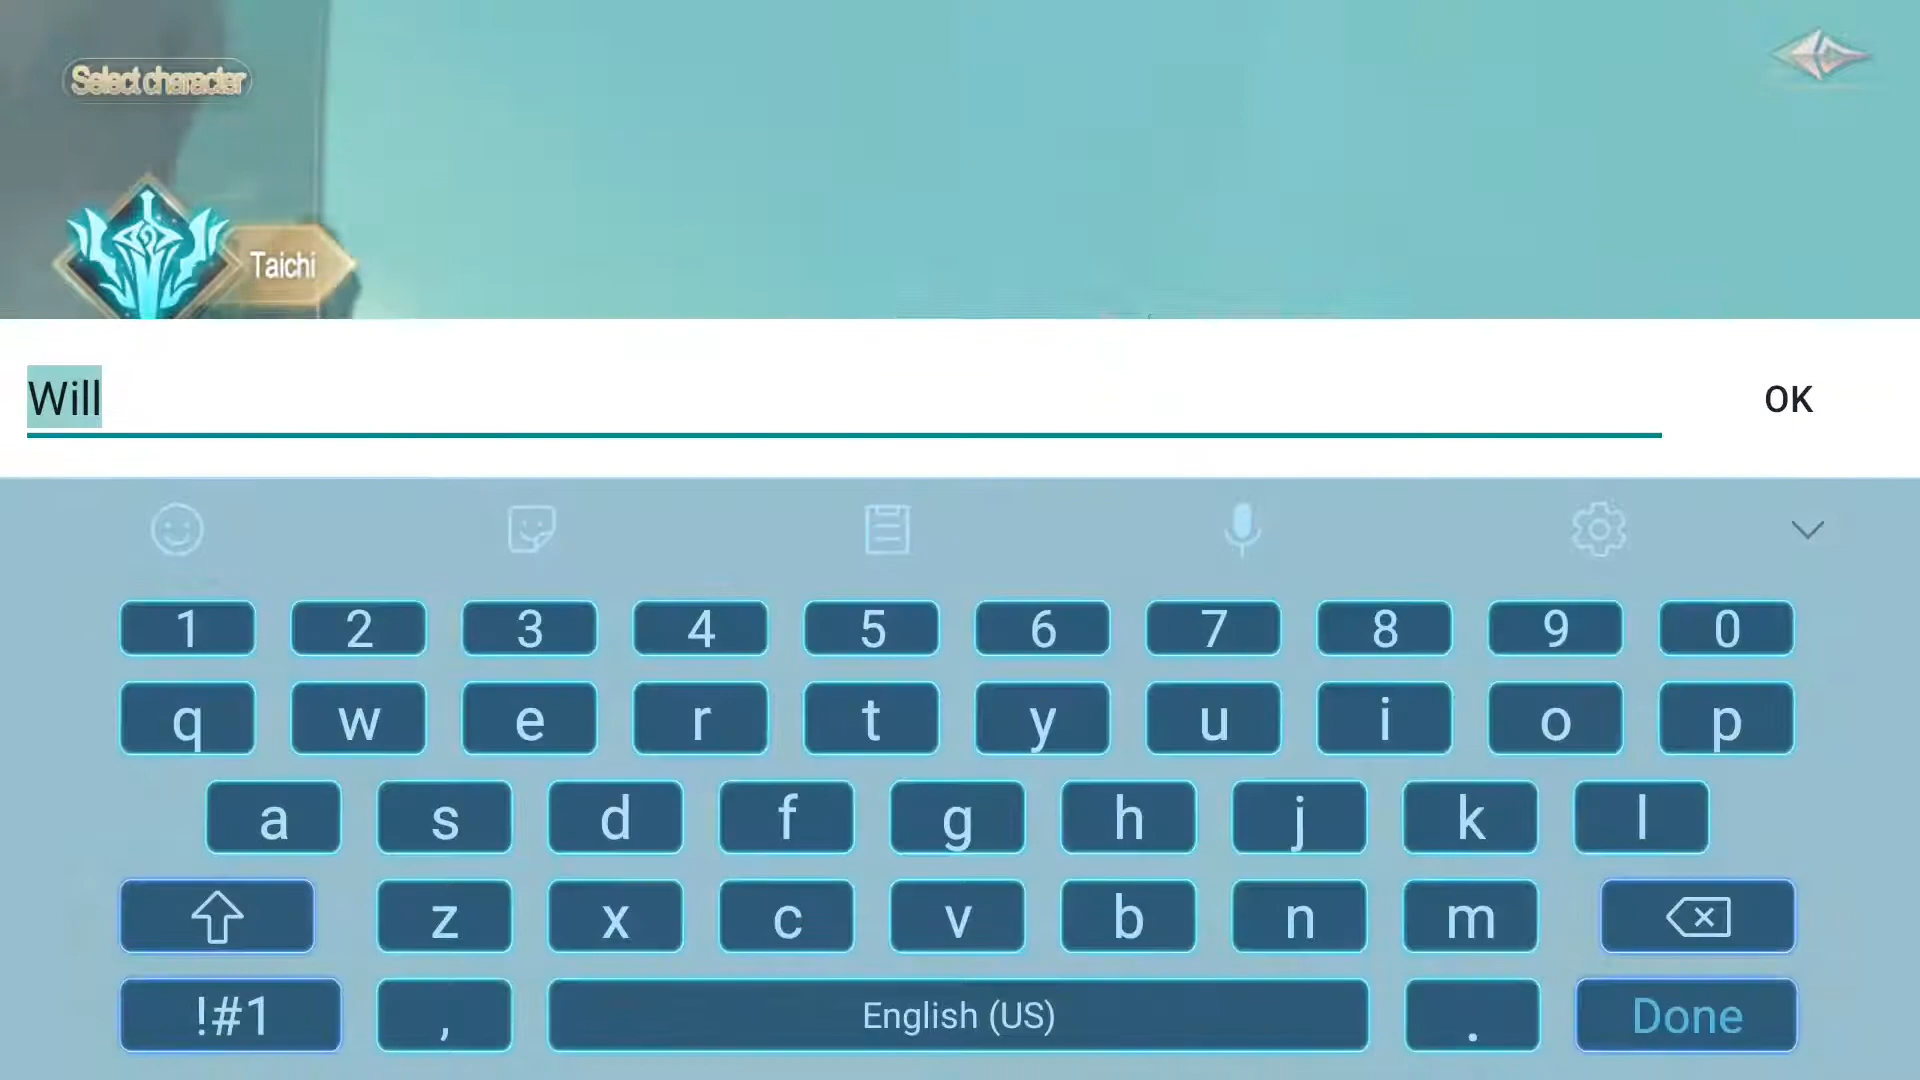 Select character
Taichi
Will
OK
1 2 3 4 5 6 7 8 9 0
q w e r t y u i o p
a s d f g h j k l
z x c v b n m
!#1 , English (US) . Done